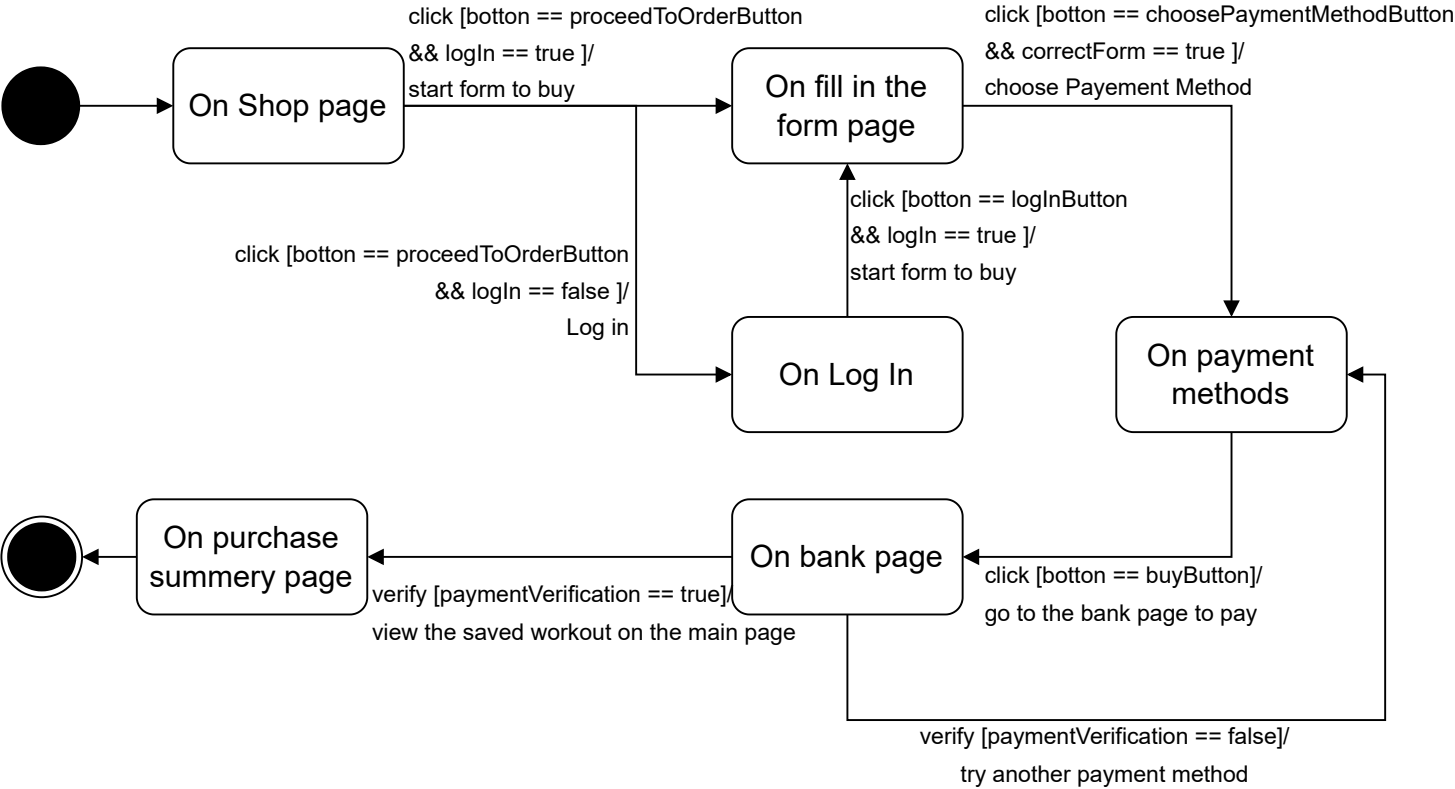 click [botton == proceedToOrderButton
&& logIn == true ]/
start form to buy
click [botton == choosePaymentMethodButton
&& correctForm == true ]/
choose Payement Method
On Shop page
On fill in the
form page
click [botton == logInButton
&& logIn == true ]/
start form to buy
click [botton == proceedToOrderButton
&& logIn == false ]/
Log in
On Log In
On payment
methods
On purchase
summery page
On bank page
click [botton == buyButton]/
go to the bank page to pay
verify [paymentVerification == true]/
view the saved workout on the main page
verify [paymentVerification == false]/
try another payment method